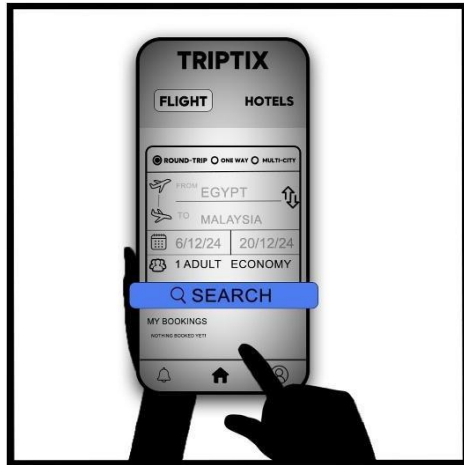 TRIPTIX
FLIGHT HOTELS
ROUND-TRIP ONE WAY MULTI-CITY
FROM EGYPT
TO MALAYSIA
6/12/24 20/12/24
1 ADULT ECONOMY
SEARCH
MY BOOKINGS
NOTHING BOOKED YET!